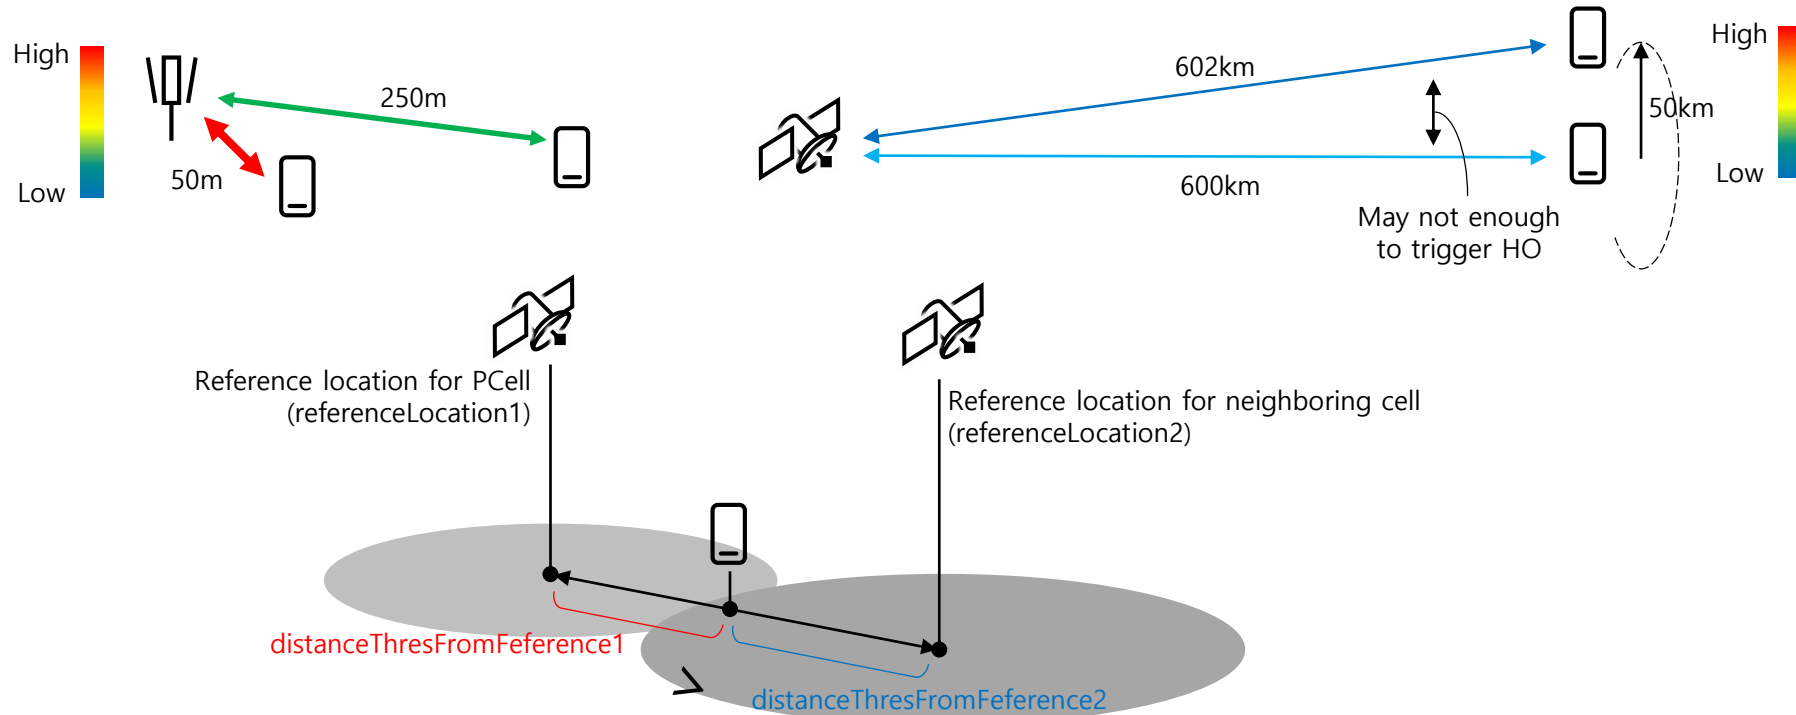 High
Low
250m
50m
602km
600km
50km
High
Low
May not enough
to trigger HO
Reference location for PCell
(referenceLocation1)
Reference location for neighboring cell
(referenceLocation2)
distanceThresFromFeference1
>
distanceThresFromFeference2